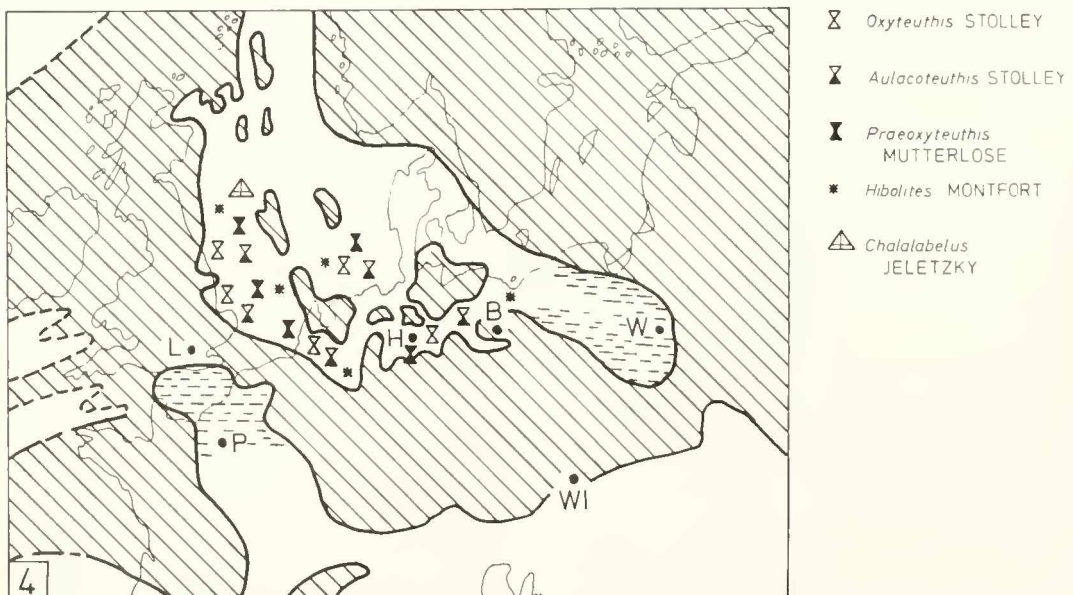 Oxyteuthis STOLLEY
Aulacoteuthis STOLLEY
Praeoxyteuthis
MUTTERLOSE
Hibolites MONTFORT
Chalalabelus
JELETZKY
B
H
W
L
P
WI
4